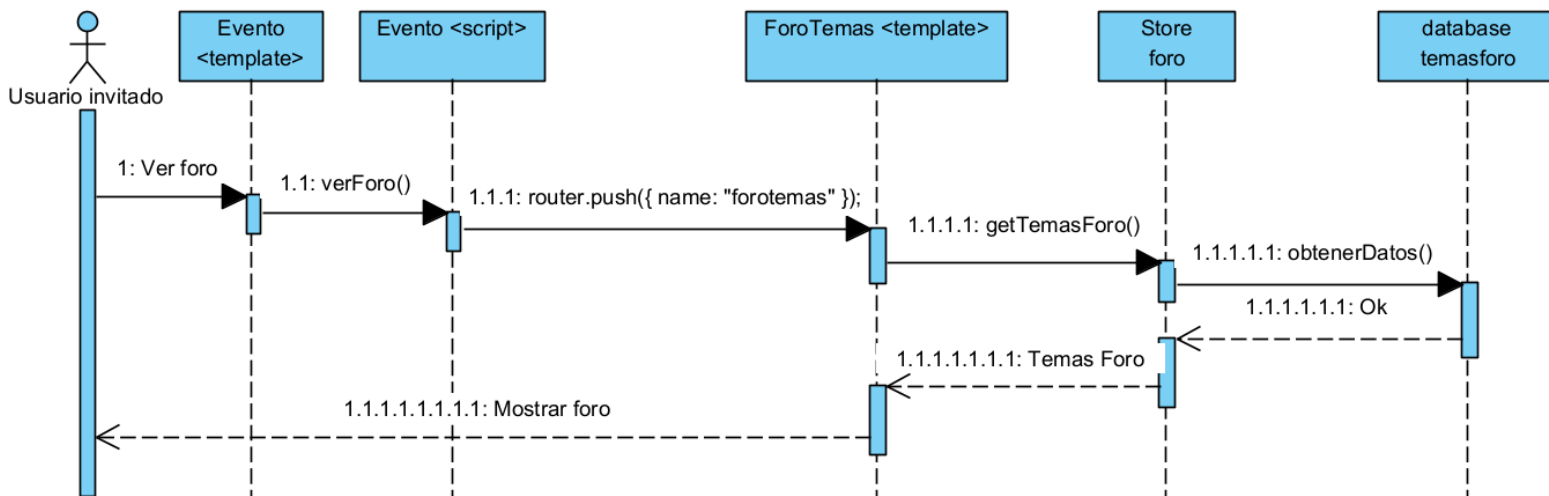 Evento
<template>
Evento <script>
ForoTemas <template>
Store
foro
database
temasforo
Usuario invitado
1: Ver foro
1.1: verForo()
1.1.1: router.push({ name: "forotemas" });
1.1.1.1: getTemasForo()
1.1.1.1.1: obtenerDatos()
1.1.1.1.1.1: Ok
1.1.1.1.1.1.1: Temas Foro
1.1.1.1.1.1.1.1: Mostrar foro